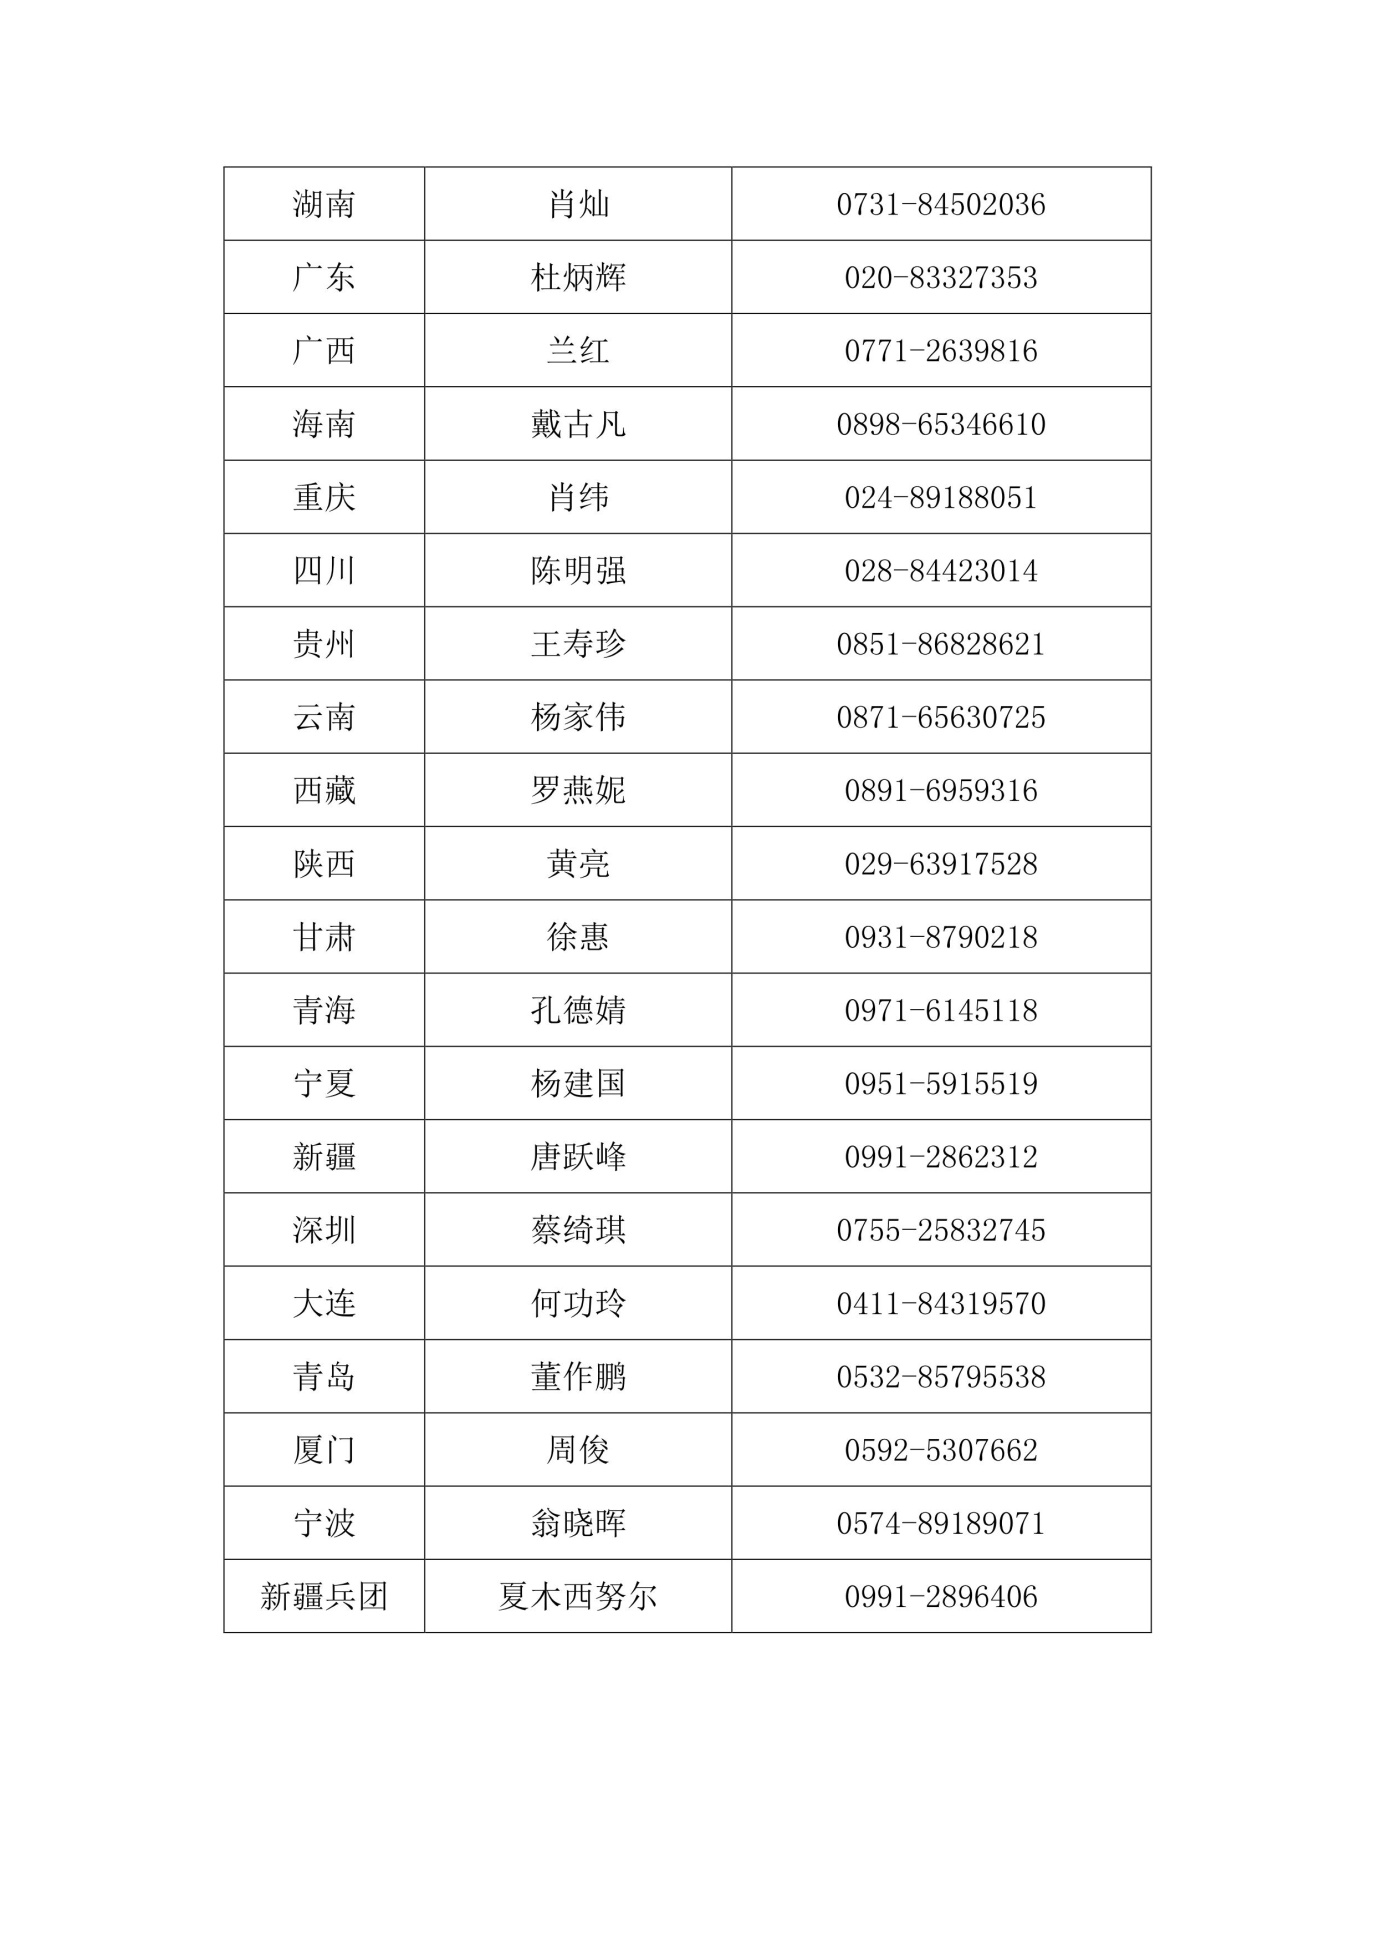 湖南 肖灿 0731-84502036
广东 杜炳辉 020-83327353
广西 兰红 0771-2639816
海南 戴古凡 0898-65346610
重庆 肖纬 024-89188051
四川 陈明强 028-84423014
贵州 王寿珍 0851-86828621
云南 杨家伟 0871-65630725
西藏 罗燕妮 0891-6959316
陕西 黄亮 029-63917528
甘肃 徐惠 0931-8790218
青海 孔德婧 0971-6145118
宁夏 杨建国 0951-5915519
新疆 唐跃峰 0991-2862312
深圳 蔡绮琪 0755-25832745
大连 何功玲 0411-84319570
青岛 董作鹏 0532-85795538
厦门 周俊 0592-5307662
宁波 翁晓晖 0574-89189071
新疆兵团 夏木西努尔 0991-2896406